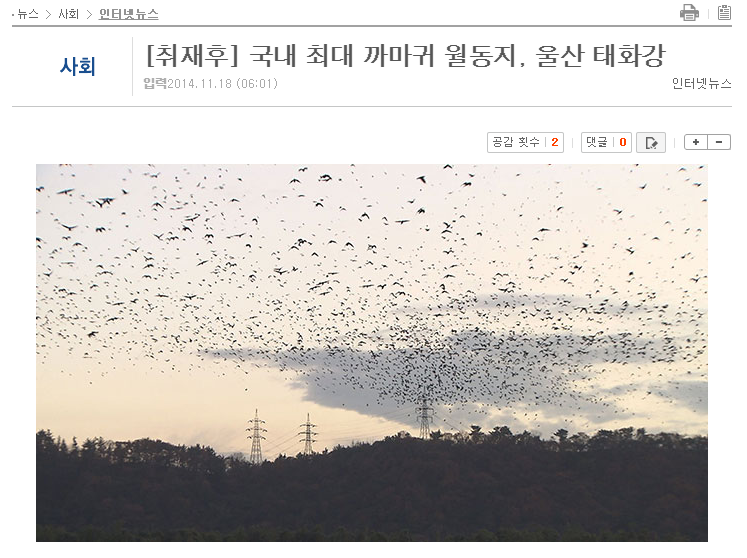 · 뉴스 > 사회 > 인터넷뉴스
사회
[취재후] 국내 최대 까마귀 월동지, 울산 태화강
입력2014.11.18 (06:01)
인터넷뉴스
공감 횟수 2 댓글 0 + -